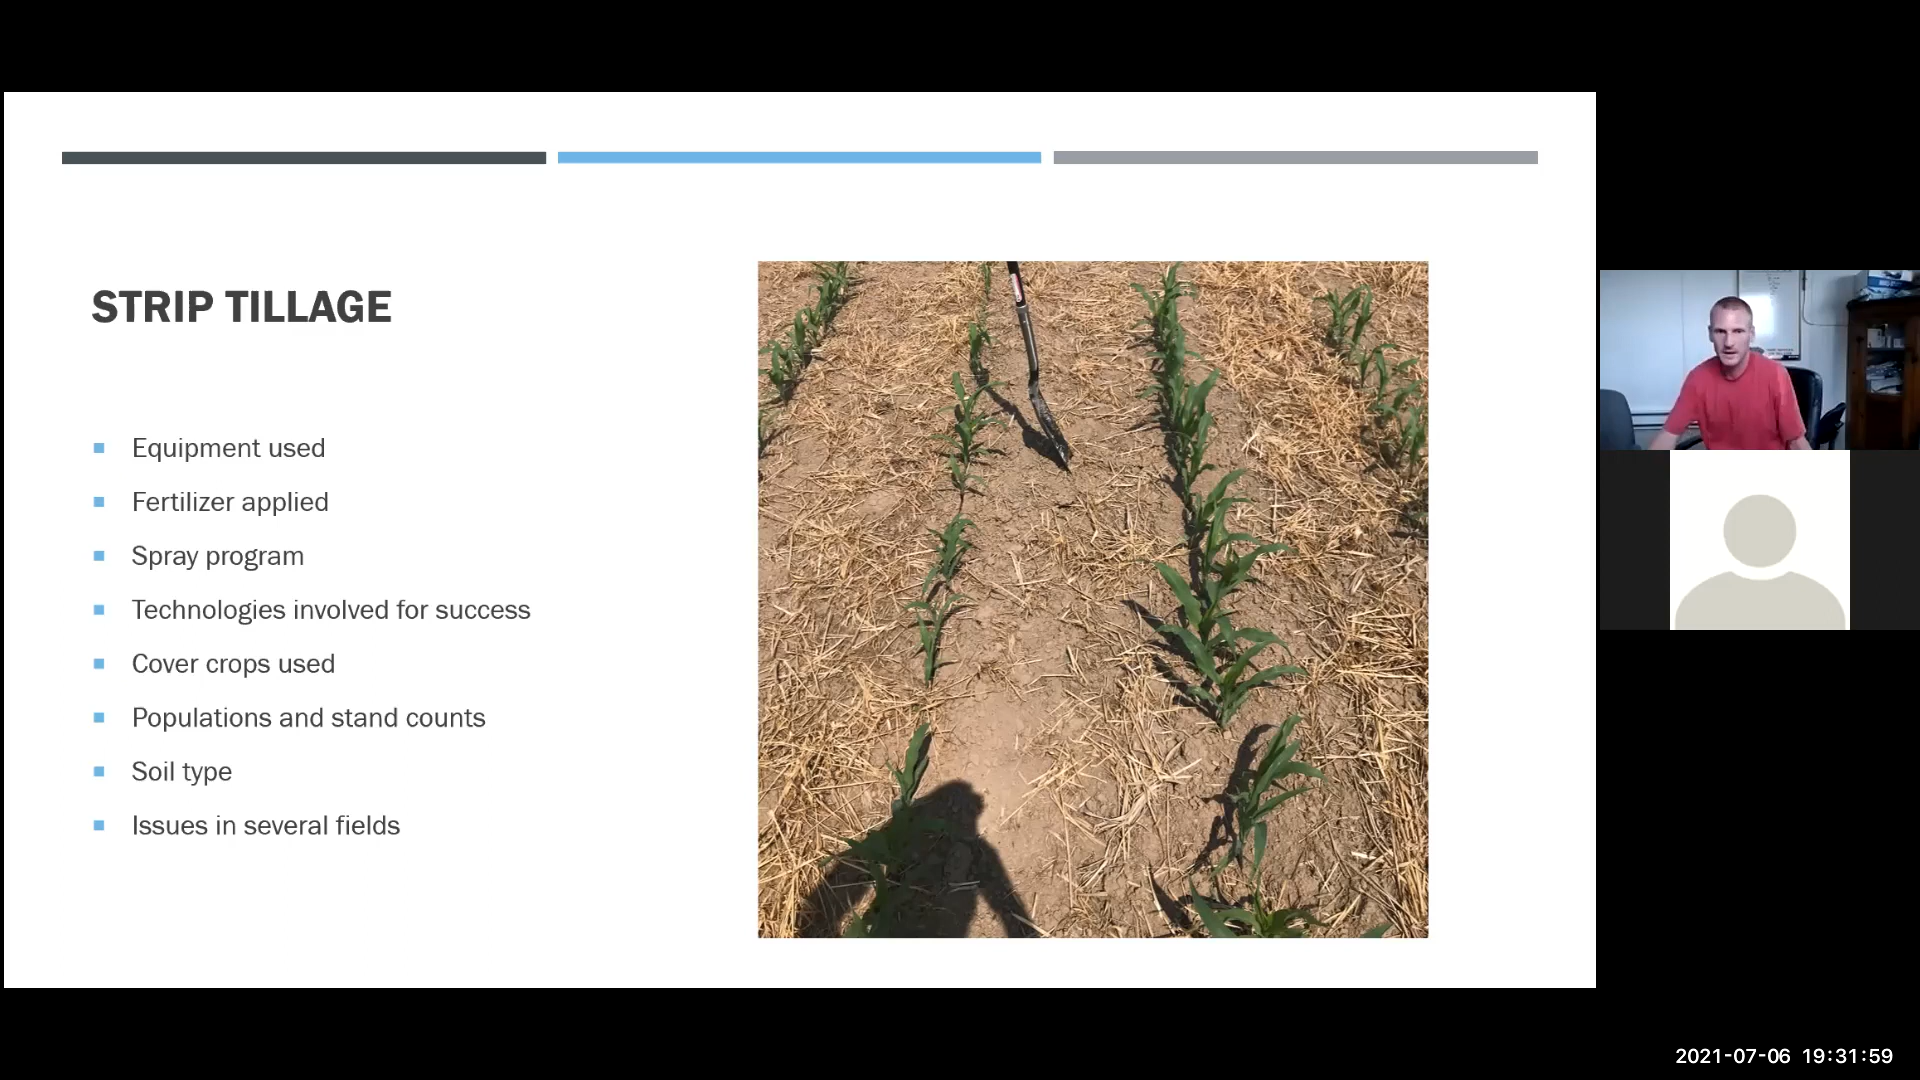 STRIP TILLAGE
Equipment used
Fertilizer applied
Spray program
Technologies involved for success
Cover crops used
Populations and stand counts
Soil type
Issues in several fields
2021-07-06 19:31:59